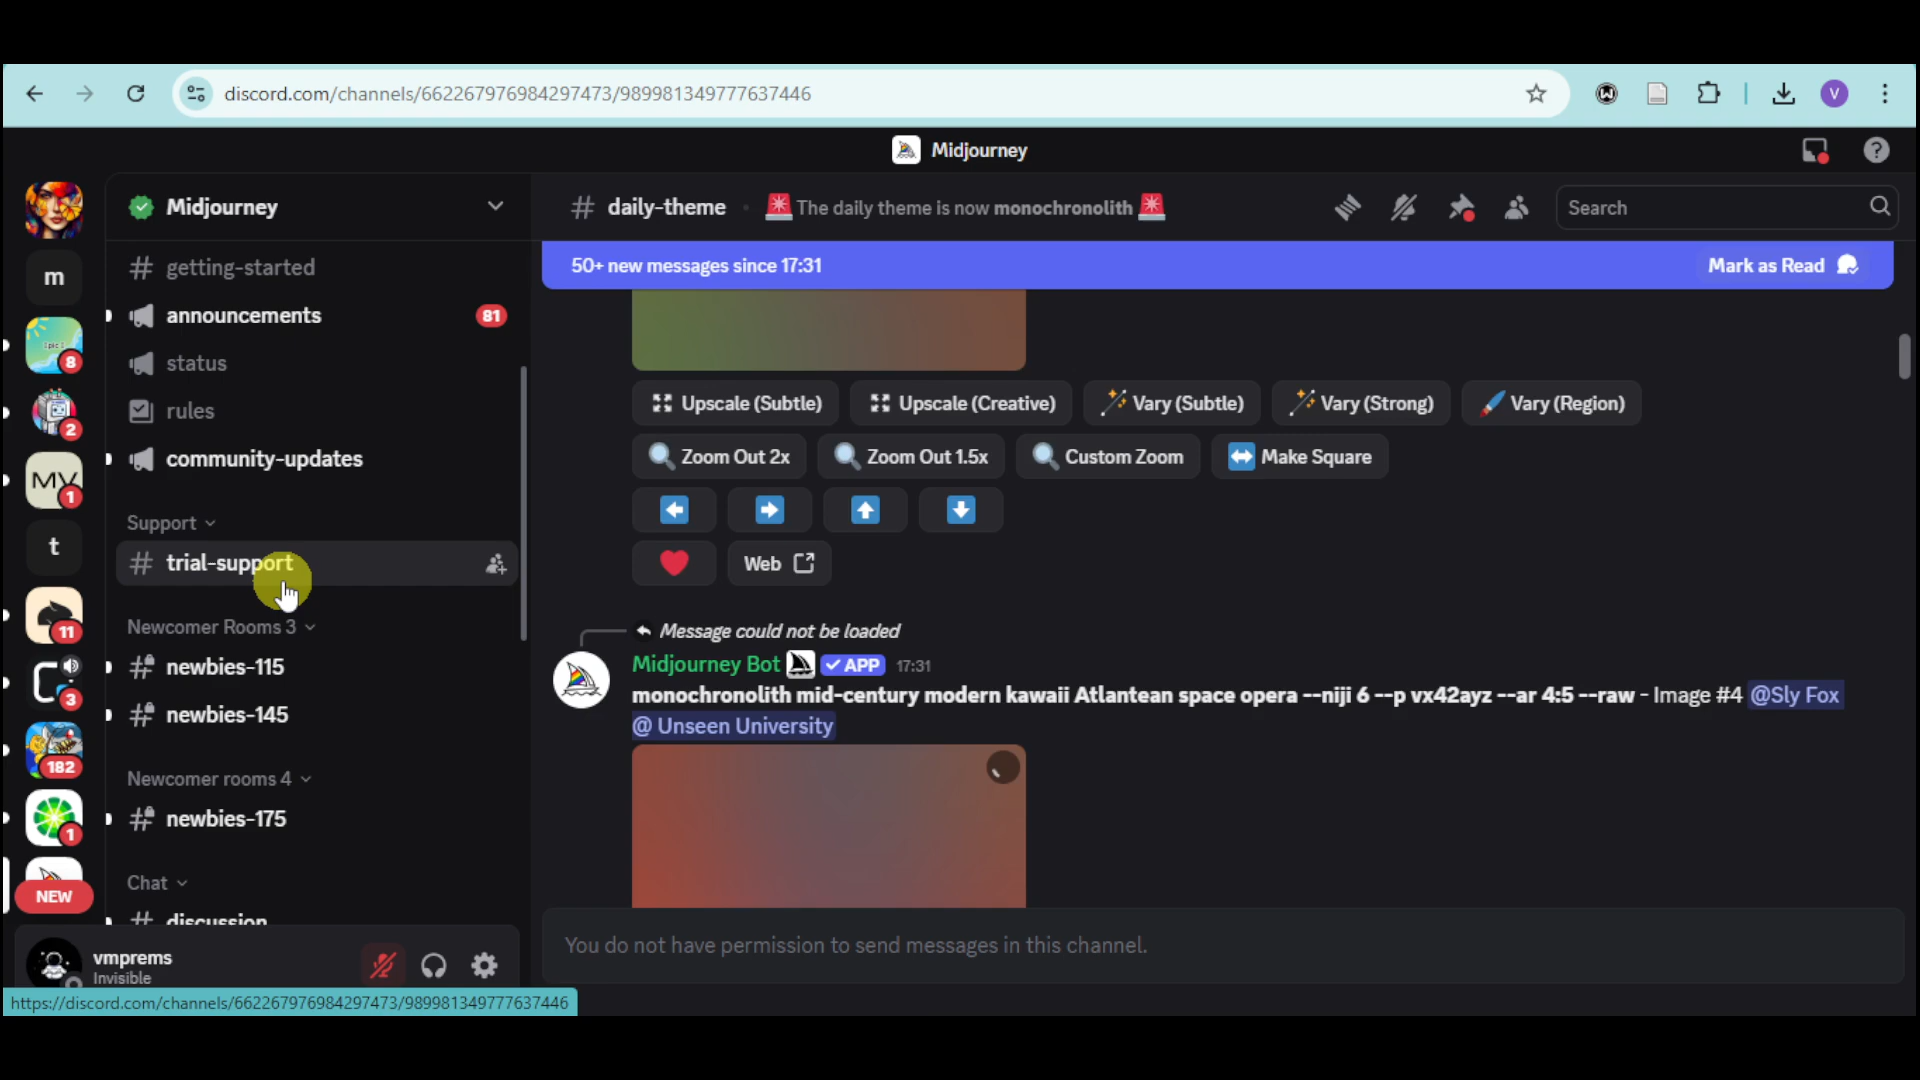 discord.com/channels/662267976984297473/989981349777637446
V
Midjourney
Midjourney
# daily-theme
The daily theme is now monochronolith
Search
50+ new messages since 17:31
Mark as Read
m
8
2
MV
1
t
11
3
182
1
NEW
# getting-started
announcements
81
status
rules
community-updates
Support
# trial-support
Newcomer Rooms 3
# newbies-115
# newbies-145
Newcomer rooms 4
# newbies-175
Chat
# discussion
vmprems
Invisible
https://discord.com/channels/662267976984297473/989981349777637446
Upscale (Subtle)
Upscale (Creative)
Vary (Subtle)
Vary (Strong)
Vary (Region)
Zoom Out 2x
Zoom Out 1.5x
Custom Zoom
Make Square
Web
Message could not be loaded
Midjourney Bot APP 17:31
monochronolith mid-century modern kawaii Atlantean space opera --niji 6 --p vx42ayz --ar 4:5 --raw - Image #4 @Sly Fox
@ Unseen University
You do not have permission to send messages in this channel.